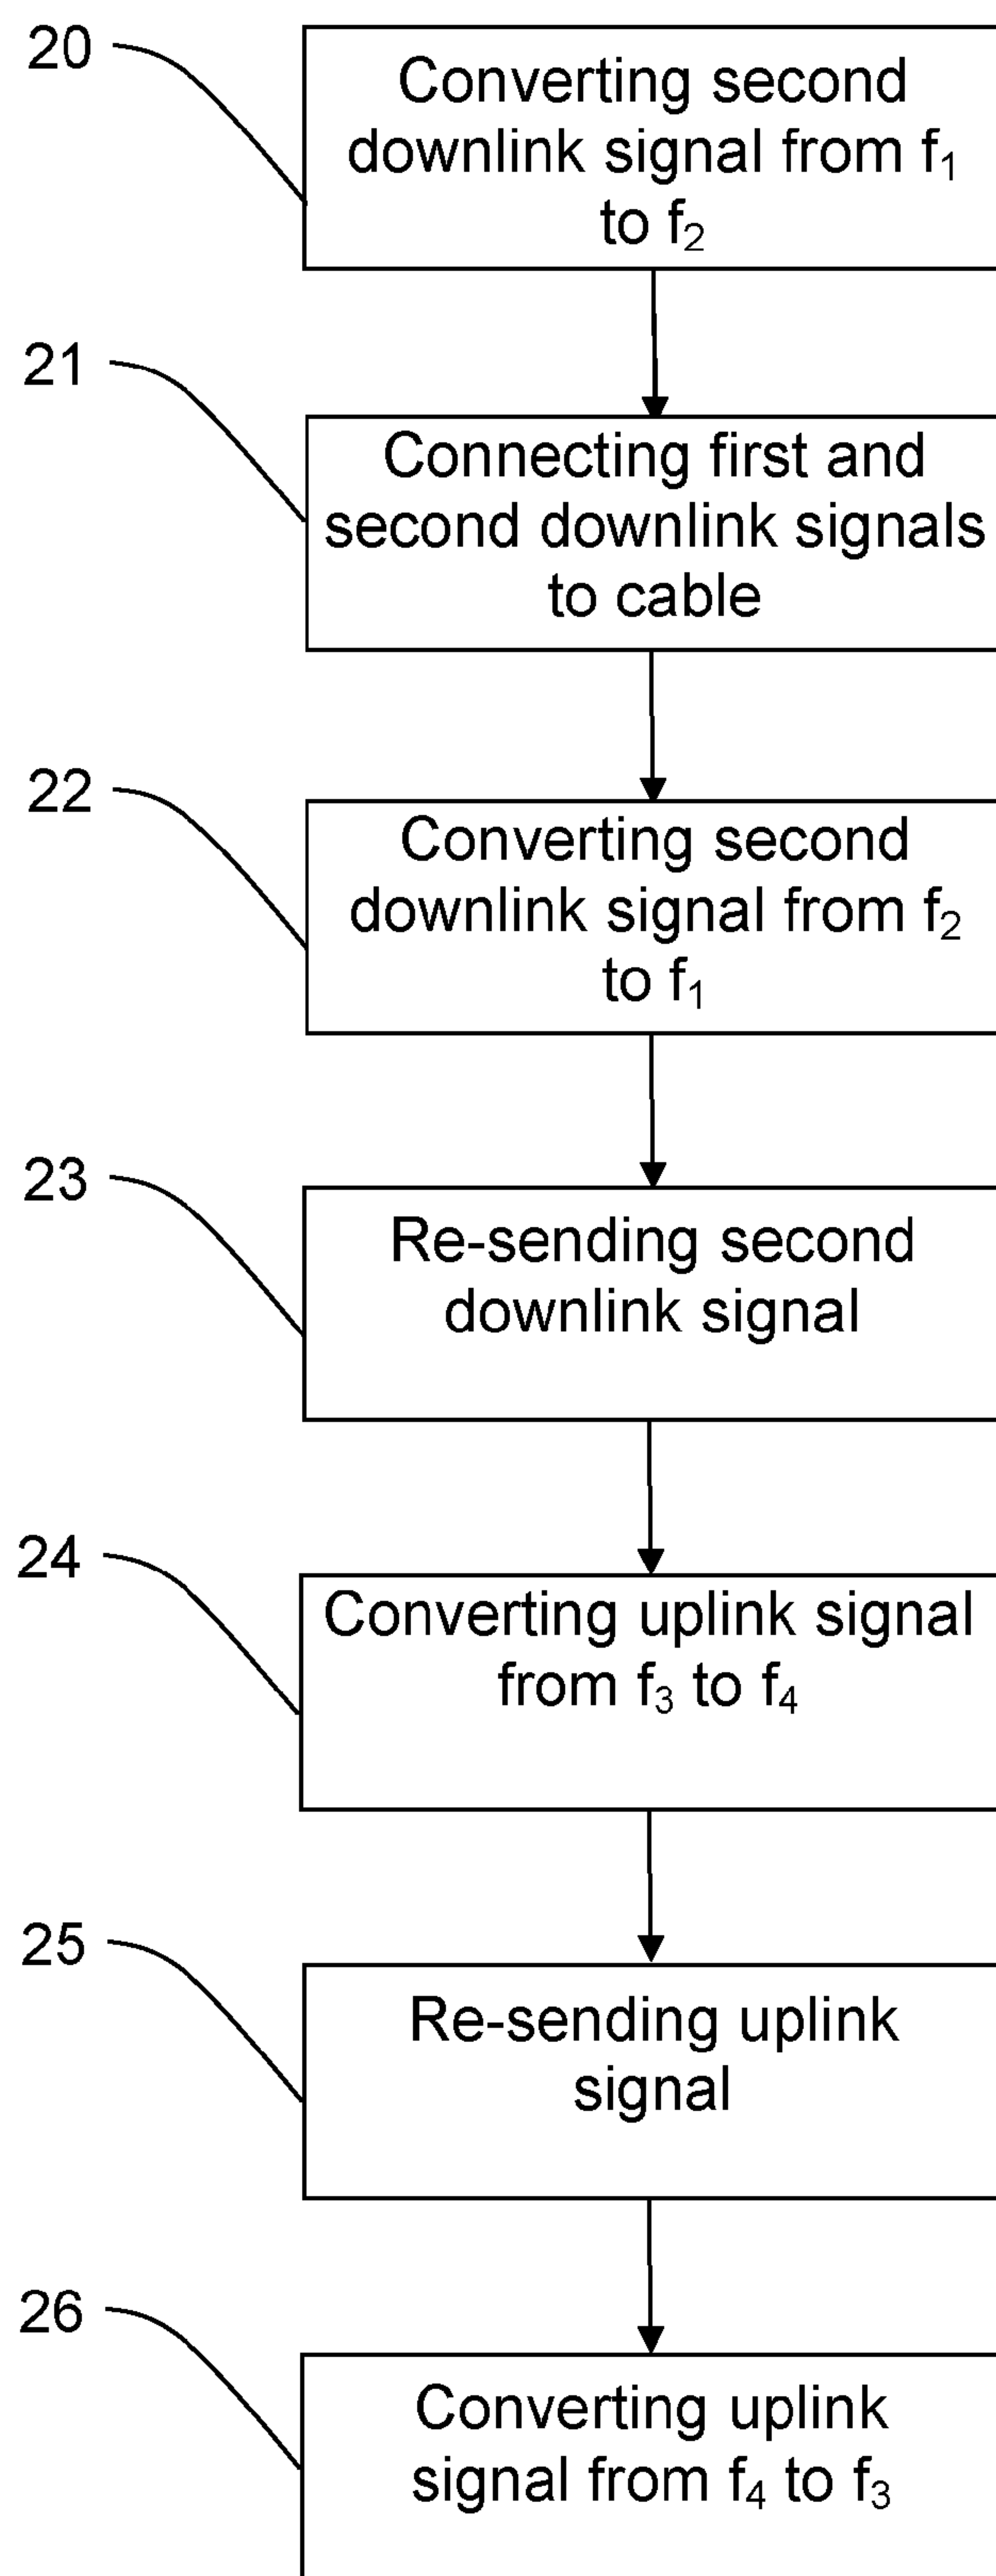 20
Converting second
downlink signal from f₁
to f₂
21
Connecting first and
second downlink signals
to cable
22
Converting second
downlink signal from f₂
to f₁
23
Re-sending second
downlink signal
24
Converting uplink signal
from f₃ to f₄
25
Re-sending uplink
signal
26
Converting uplink
signal from f₄ to f₃